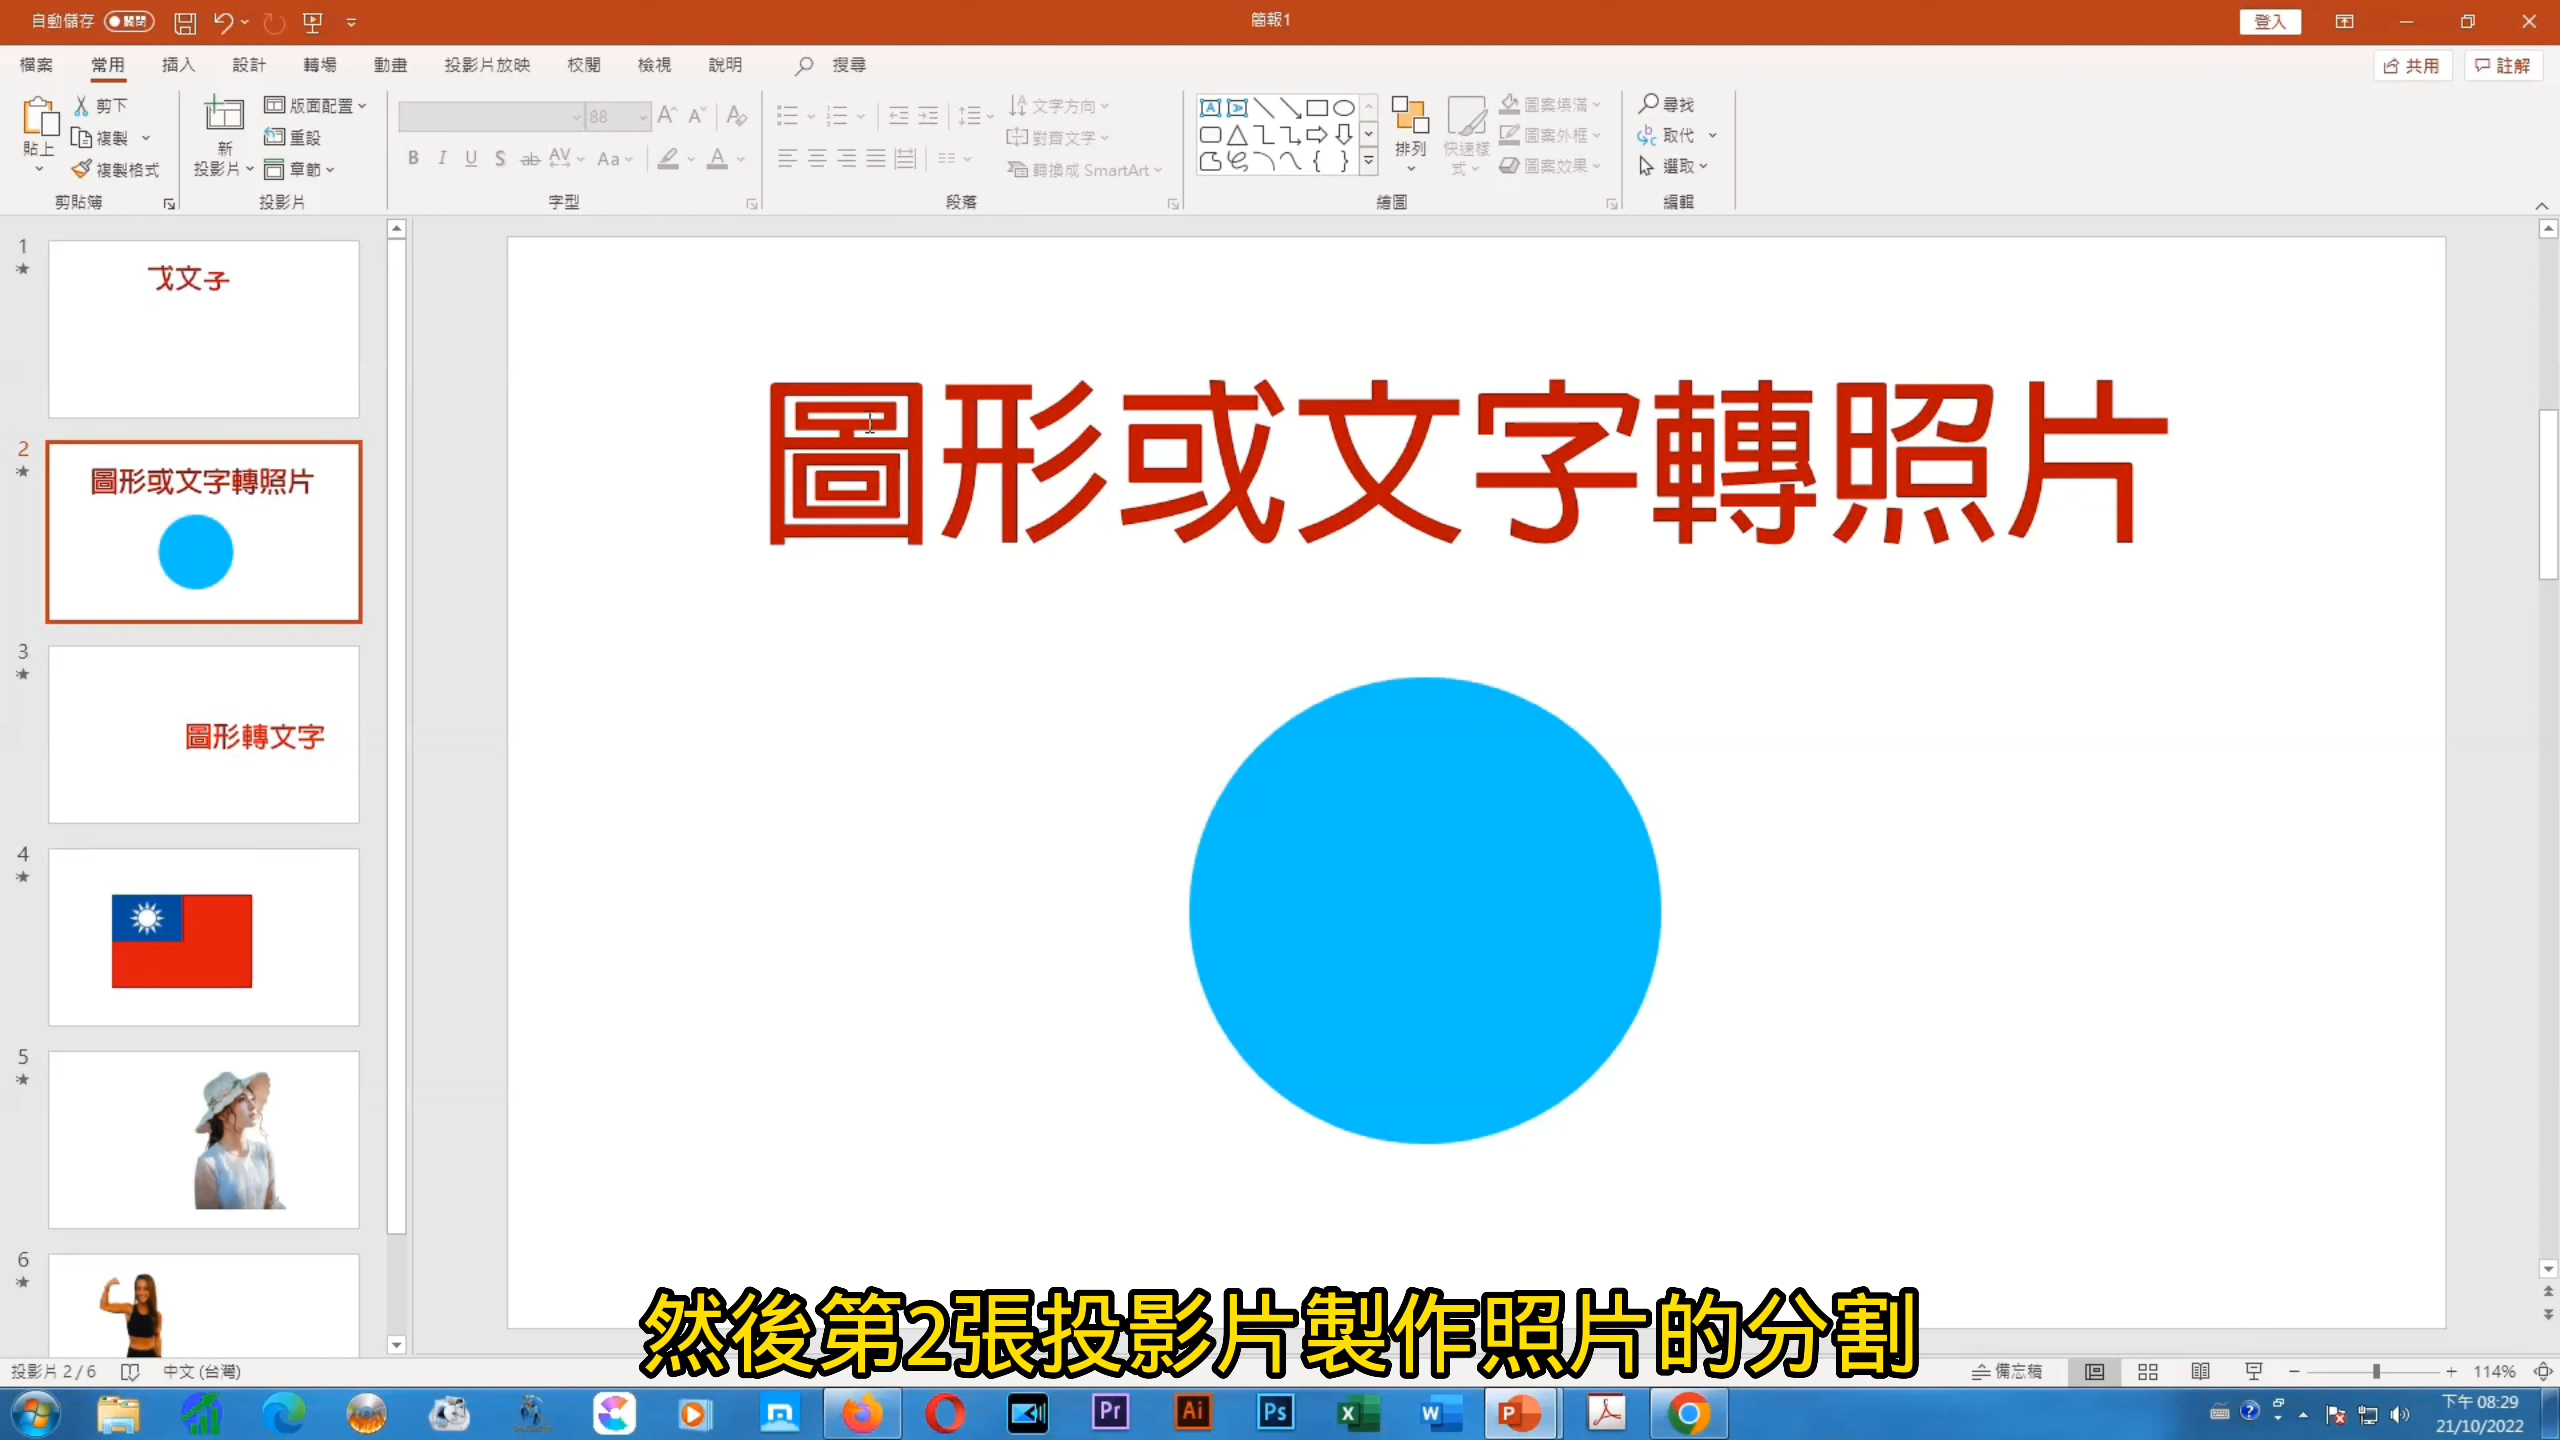 自動儲存
簡報1
登入
檔案 常用 插入 設計 轉場 動畫 投影片放映 校閱 檢視 說明 搜尋
共用 註解
貼上
剪下
複製
複製格式
剪貼簿
新
投影片
版面配置
重設
章節
投影片
88
B I U S ab AV Aa A
字型
文字方向
對齊文字
轉換成 SmartArt
段落
排列
快速樣
式
圖案填滿
圖案外框
圖案效果
繪圖
尋找
取代
選取
編輯
1
2
圖形或文字轉照片
3
圖形轉文字
4
5
6
圖形或文字轉照片
然後第2張投影片製作照片的分割
投影片 2 / 6
中文 (台灣)
備忘稿
114%
Pr Ai Ps
下午 08:29
21/10/2022